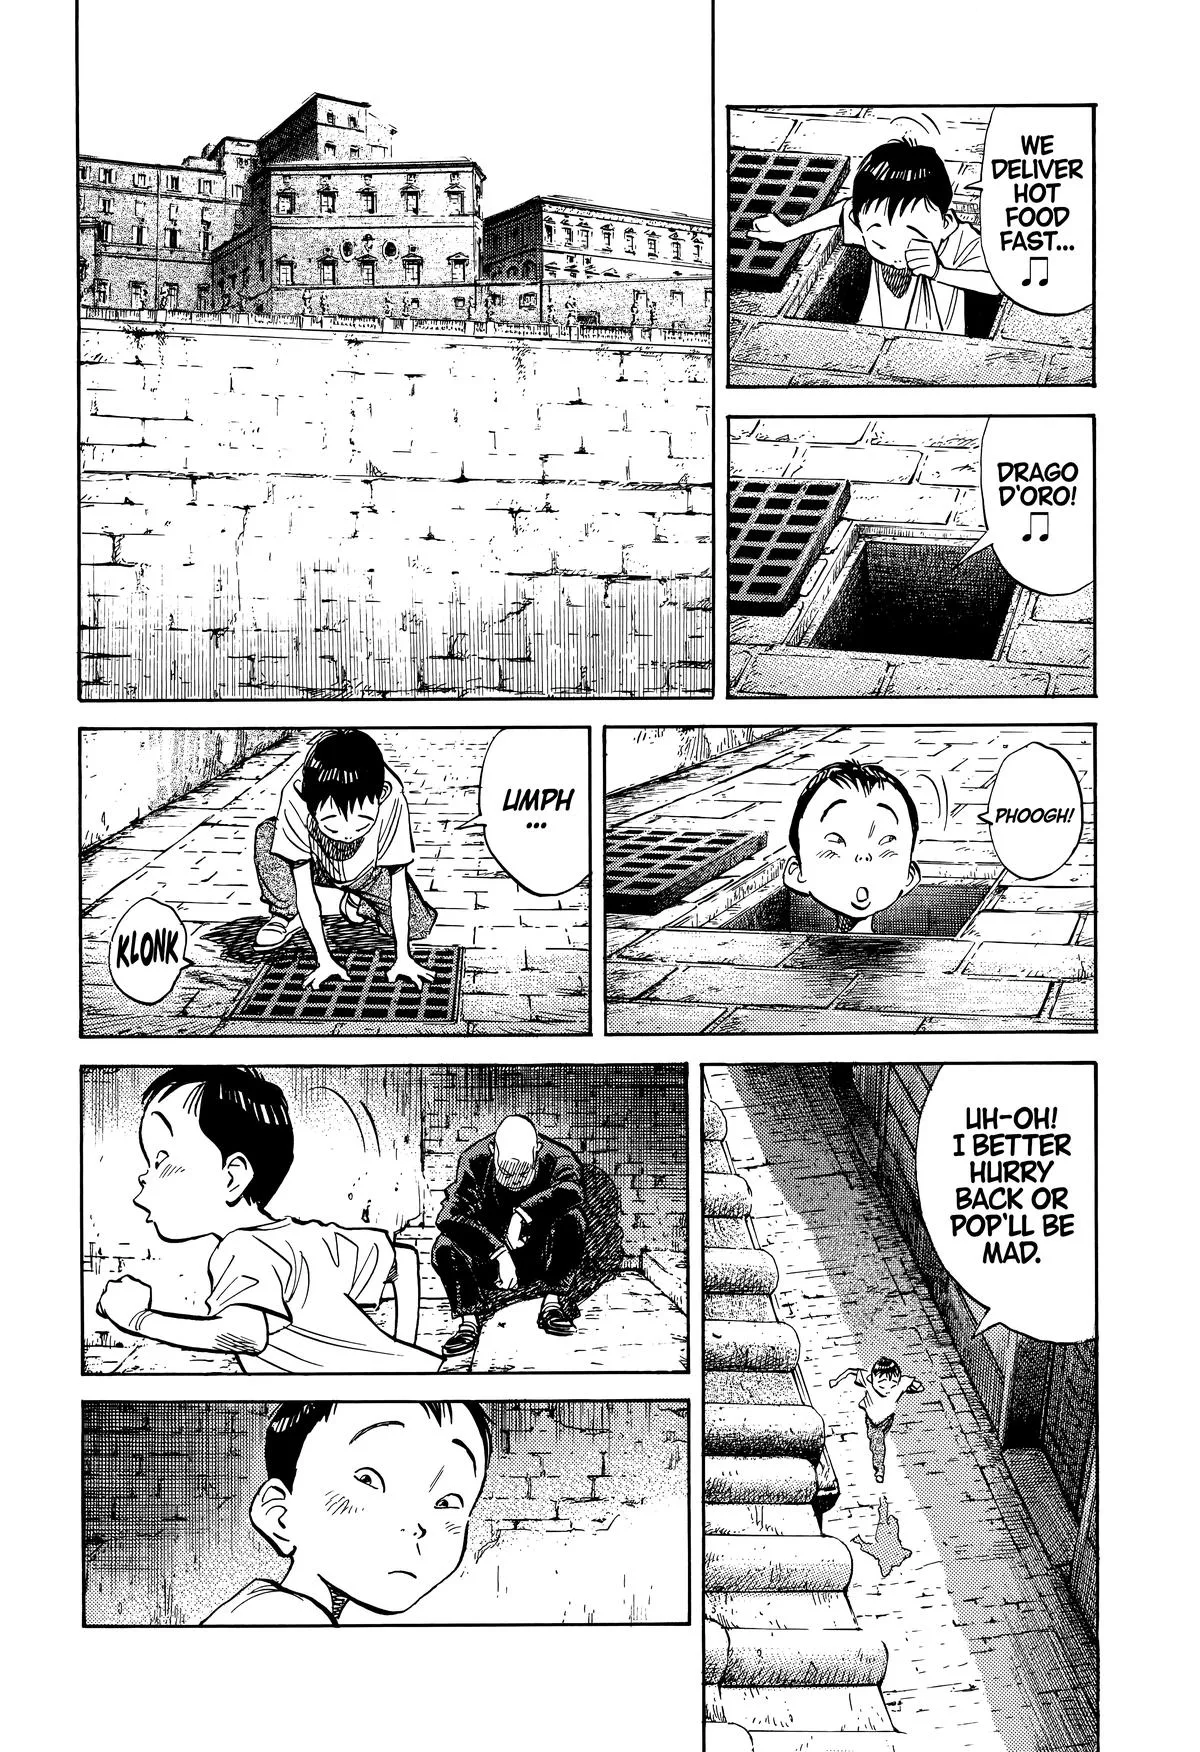 WE
DELIVER
HOT
FOOD
FAST...
♫
DRAGO
D'ORO!
♫
PHOOGH!
UMPH
...
KLONK
UH-OH!
I BETTER
HURRY
BACK OR
POP'LL BE
MAD.